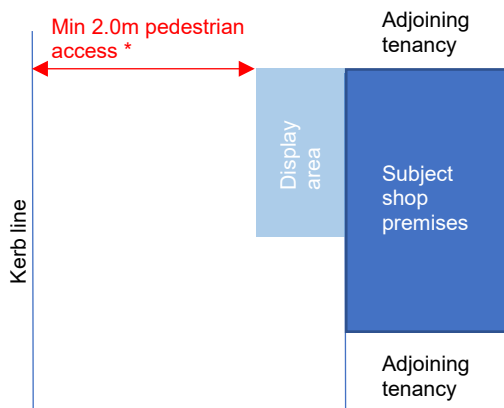 Min 2.0m pedestrian
access *
Adjoining
tenancy
Display
area
Subject
shop
premises
Kerb line
Adjoining
tenancy